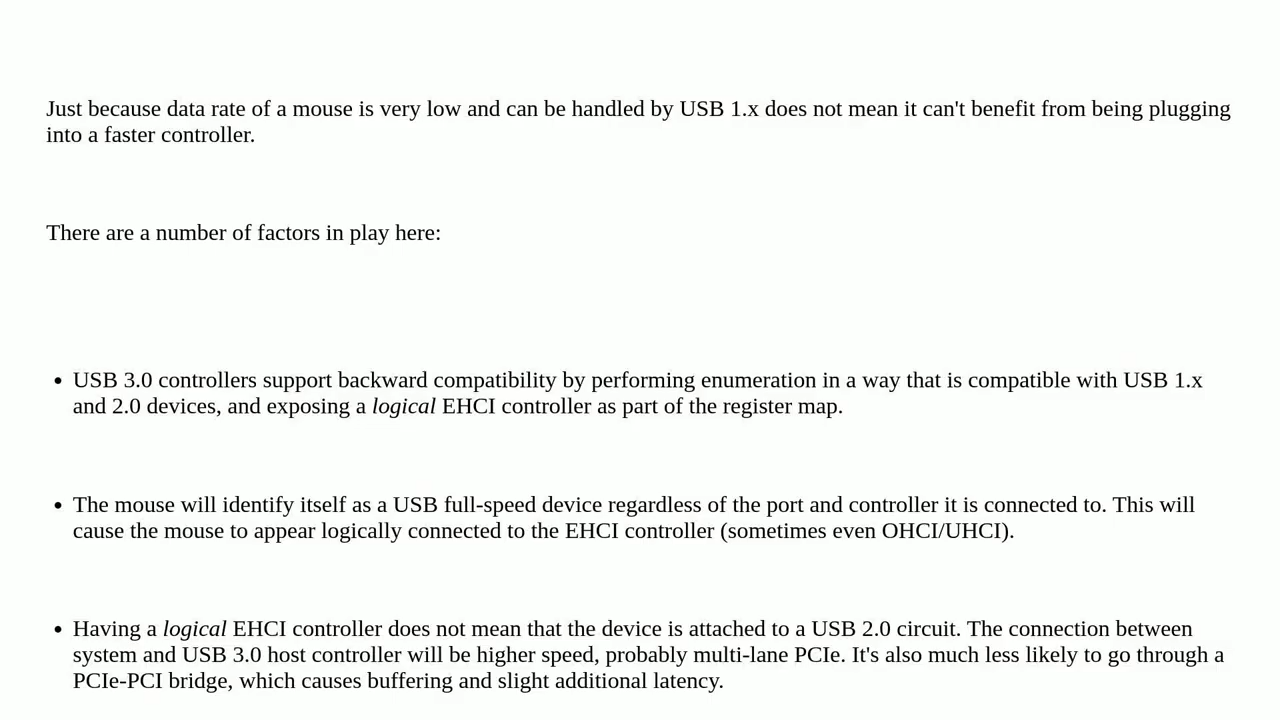 Just because data rate of a mouse is very low and can be handled by USB 1.x does not mean it can't benefit from being plugging
into a faster controller.
There are a number of factors in play here:
• USB 3.0 controllers support backward compatibility by performing enumeration in a way that is compatible with USB 1.x
and 2.0 devices, and exposing a logical EHCI controller as part of the register map.
• The mouse will identify itself as a USB full-speed device regardless of the port and controller it is connected to. This will
cause the mouse to appear logically connected to the EHCI controller (sometimes even OHCI/UHCI).
• Having a logical EHCI controller does not mean that the device is attached to a USB 2.0 circuit. The connection between
system and USB 3.0 host controller will be higher speed, probably multi-lane PCIe. It's also much less likely to go through a
PCIe-PCI bridge, which causes buffering and slight additional latency.